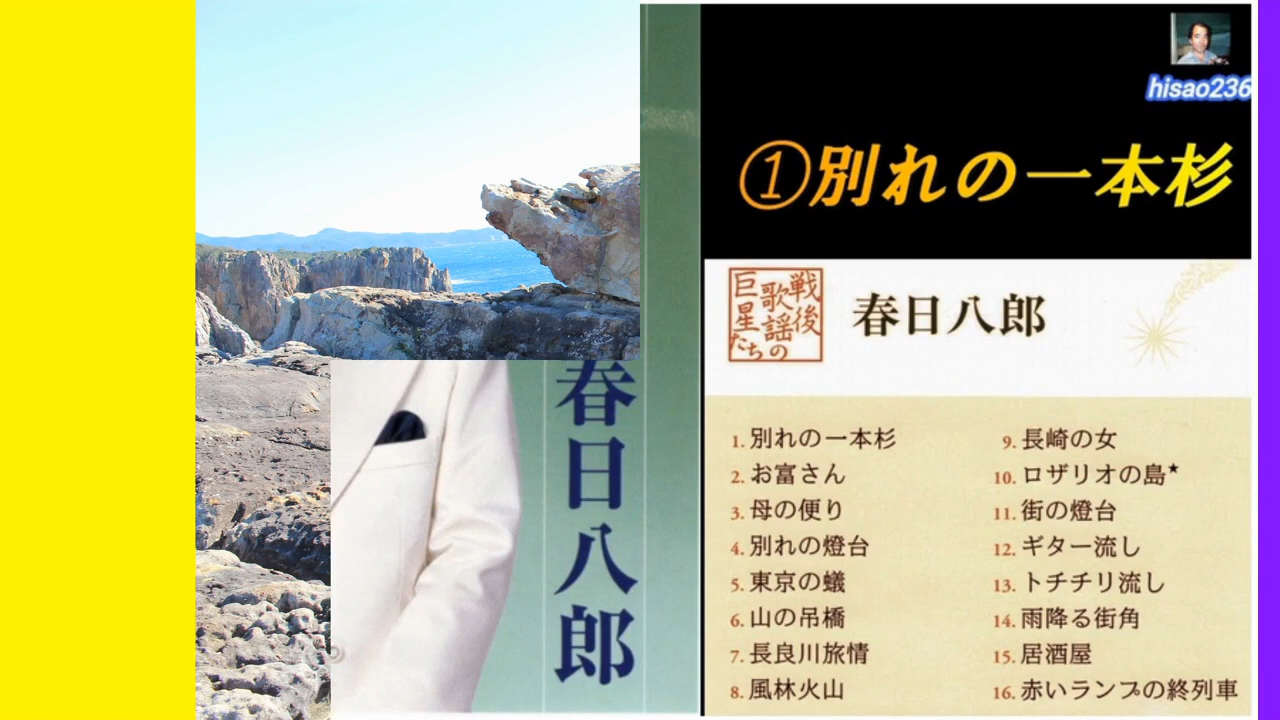 hisao236
①別れの一本杉
戦後
歌謡の
巨星たち
春日八郎
春日八郎
1. 別れの一本杉
2. お富さん
3. 母の便り
4. 別れの燈台
5. 東京の蟻
6. 山の吊橋
7. 長良川旅情
8. 風林火山
9. 長崎の女
10. ロザリオの島★
11. 街の燈台
12. ギター流し
13. トチチリ流し
14. 雨降る街角
15. 居酒屋
16. 赤いランプの終列車